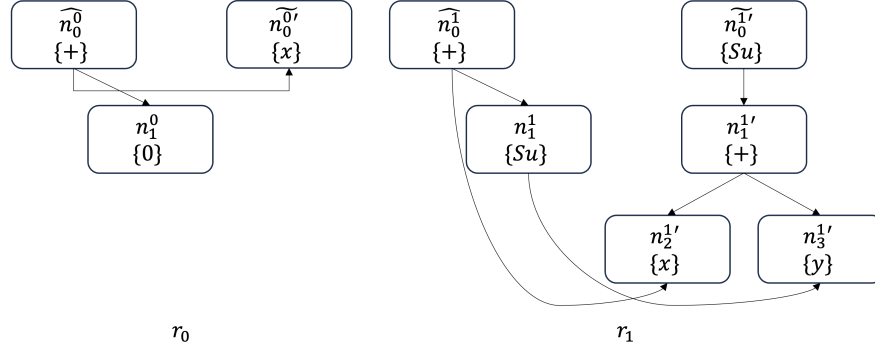 $\widehat{n_0^0}$
{+}
$\widetilde{n_0^{0\prime}}$
{x}
$\widehat{n_0^1}$
{+}
$\widetilde{n_0^{1\prime}}$
{Su}
$n_1^0$
{0}
$n_1^1$
{Su}
$n_1^{1\prime}$
{+}
$n_2^{1\prime}$
{x}
$n_3^{1\prime}$
{y}
$r_0$
$r_1$